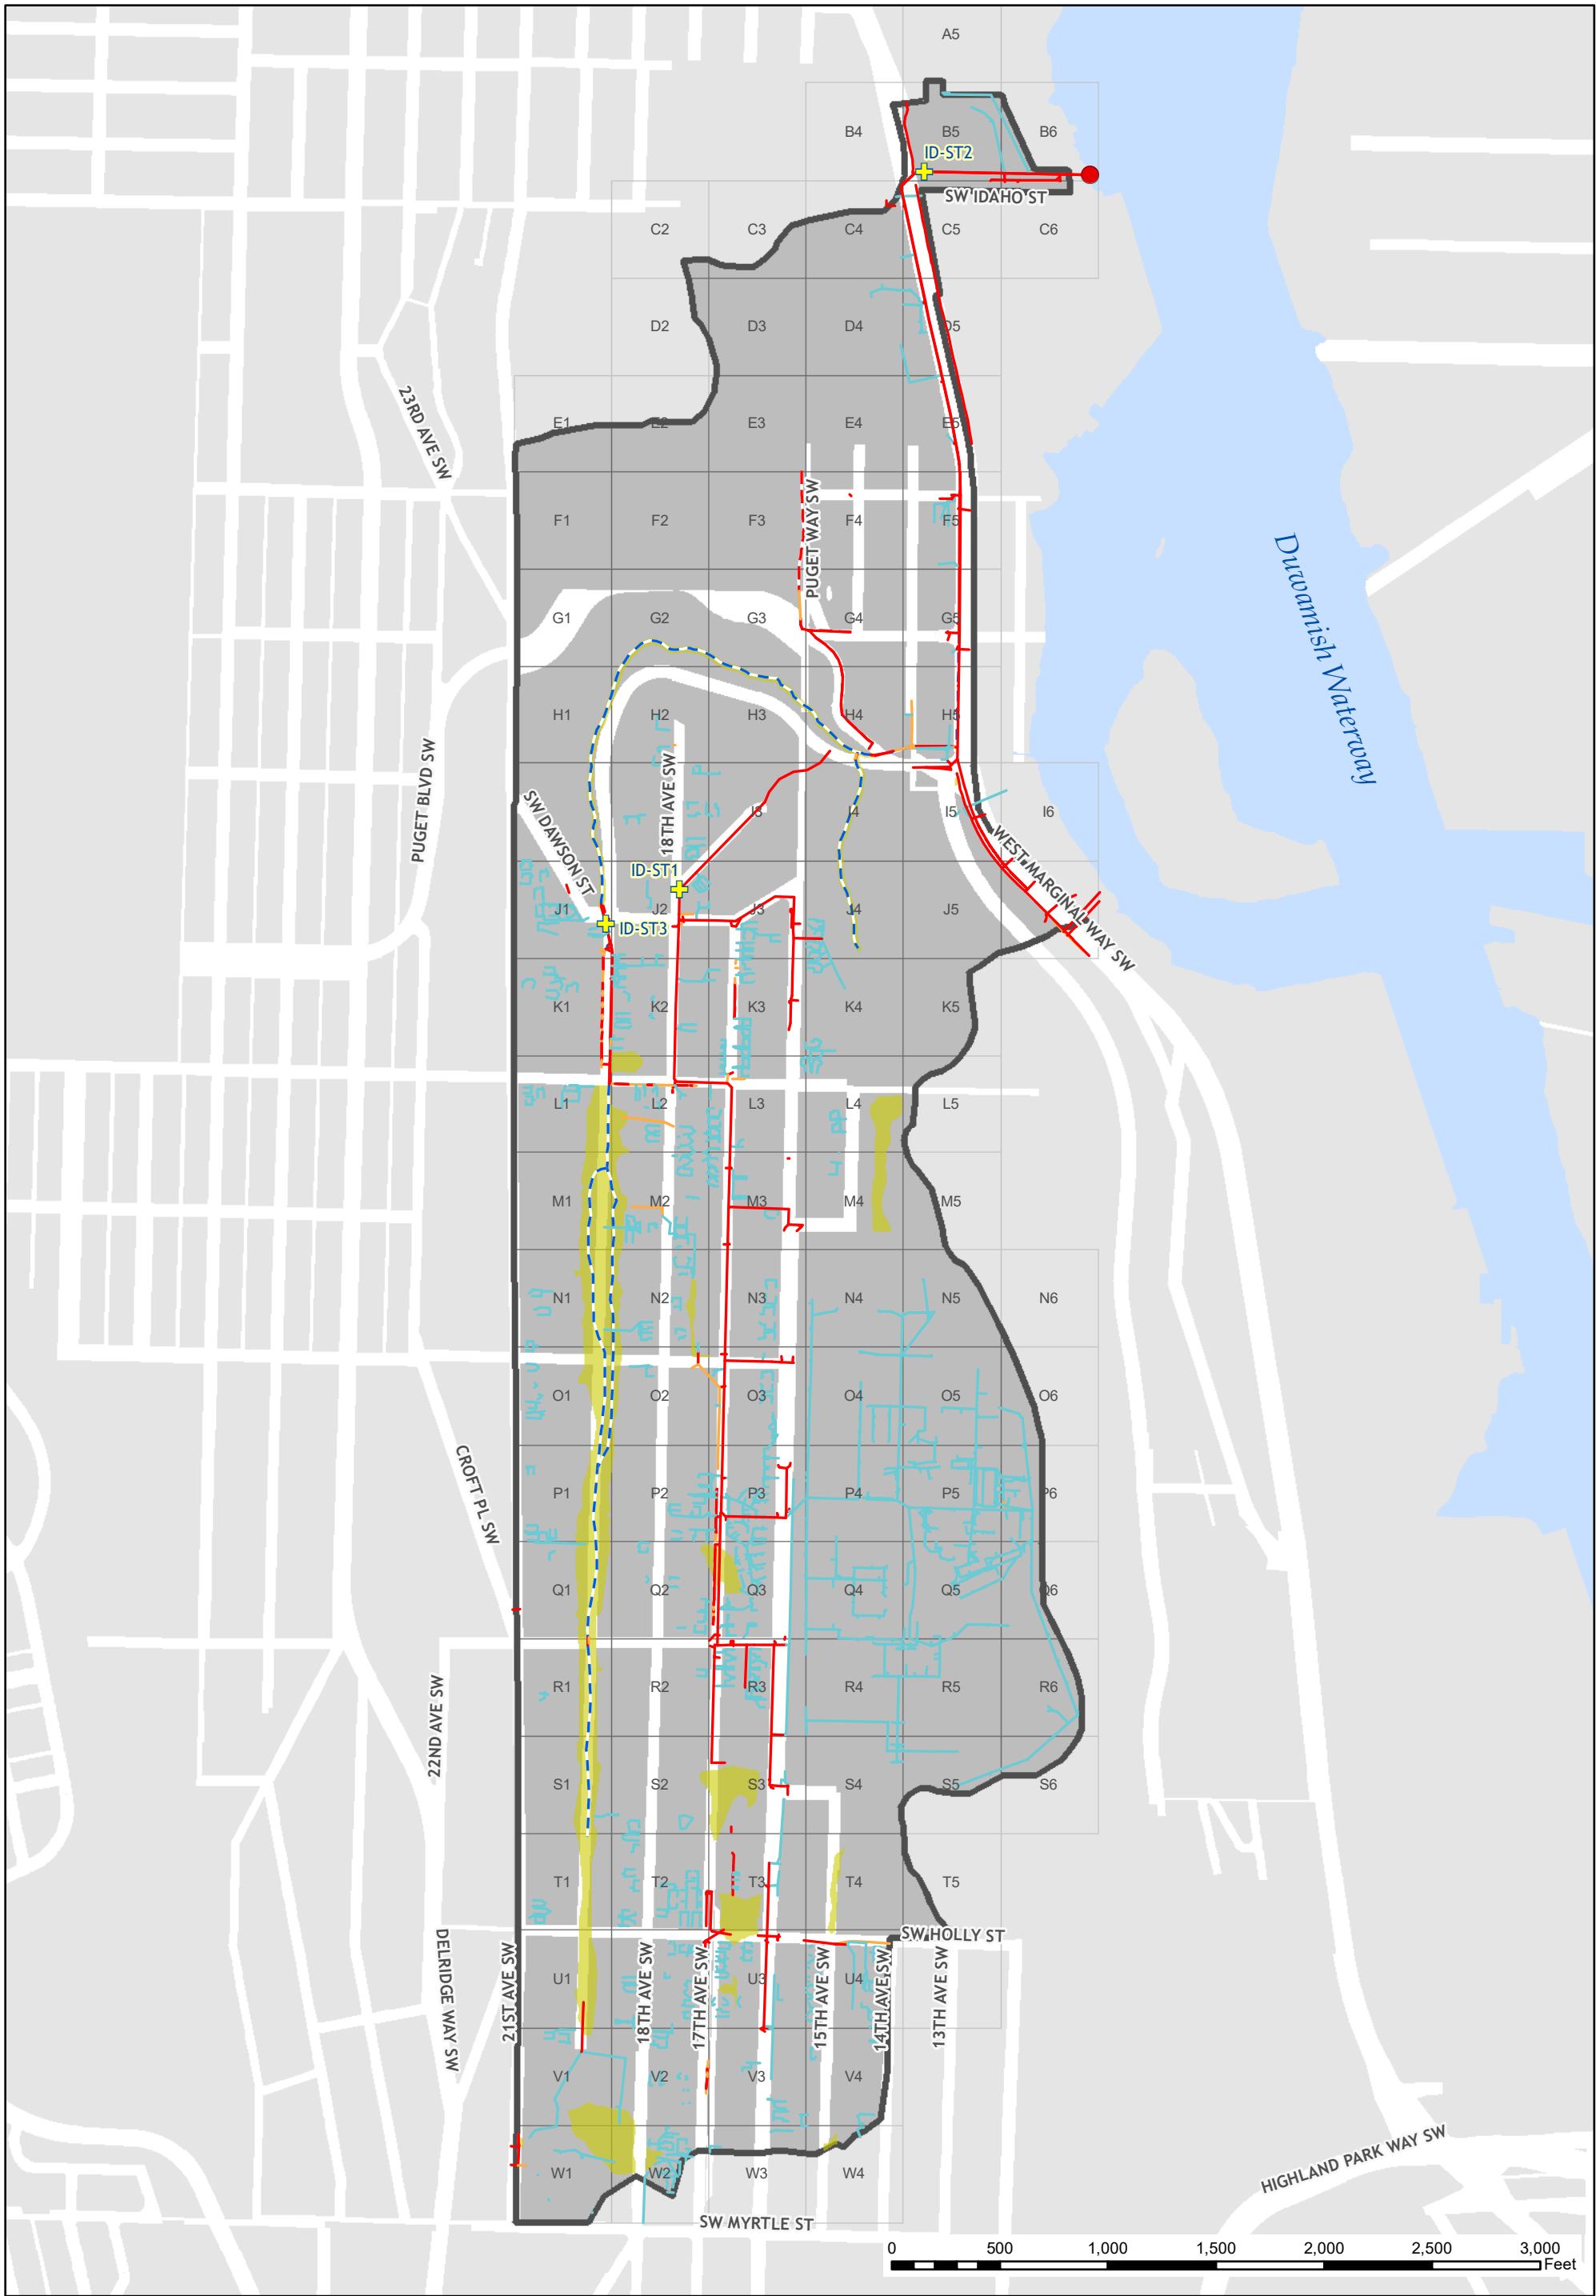 A5
B4
B5
B6
ID-ST2
SW IDAHO ST
C2
C3
C4
C5
C6
D2
D3
D4
D5
23RD AVE SW
E1
E2
E3
E4
E5
PUGET WAY SW
F1
F2
F3
F4
F5
Duwamish Waterway
G1
G2
G3
G4
G5
H1
H2
H3
H4
H5
PUGET BLVD SW
SW DAWSON ST
18TH AVE SW
I3
I4
I5
I6
WEST MARGINAL WAY SW
ID-ST1
J1
J2
J3
J4
J5
ID-ST3
K1
K2
K3
K4
K5
L1
L2
L3
L4
L5
M1
M2
M3
M4
M5
N1
N2
N3
N4
N5
N6
O1
O2
O3
O4
O5
O6
CROFT PL SW
P1
P2
P3
P4
P5
P6
Q1
Q2
Q3
Q4
Q5
Q6
R1
R2
R3
R4
R5
R6
22ND AVE SW
S1
S2
S3
S4
S5
S6
T1
T2
T3
T4
T5
SW HOLLY ST
DELRIDGE WAY SW
21ST AVE SW
18TH AVE SW
17TH AVE SW
15TH AVE SW
14TH AVE SW
13TH AVE SW
U1
U3
U4
V1
V2
V3
V4
W1
W2
W3
W4
HIGHLAND PARK WAY SW
SW MYRTLE ST
0 500 1,000 1,500 2,000 2,500 3,000
Feet